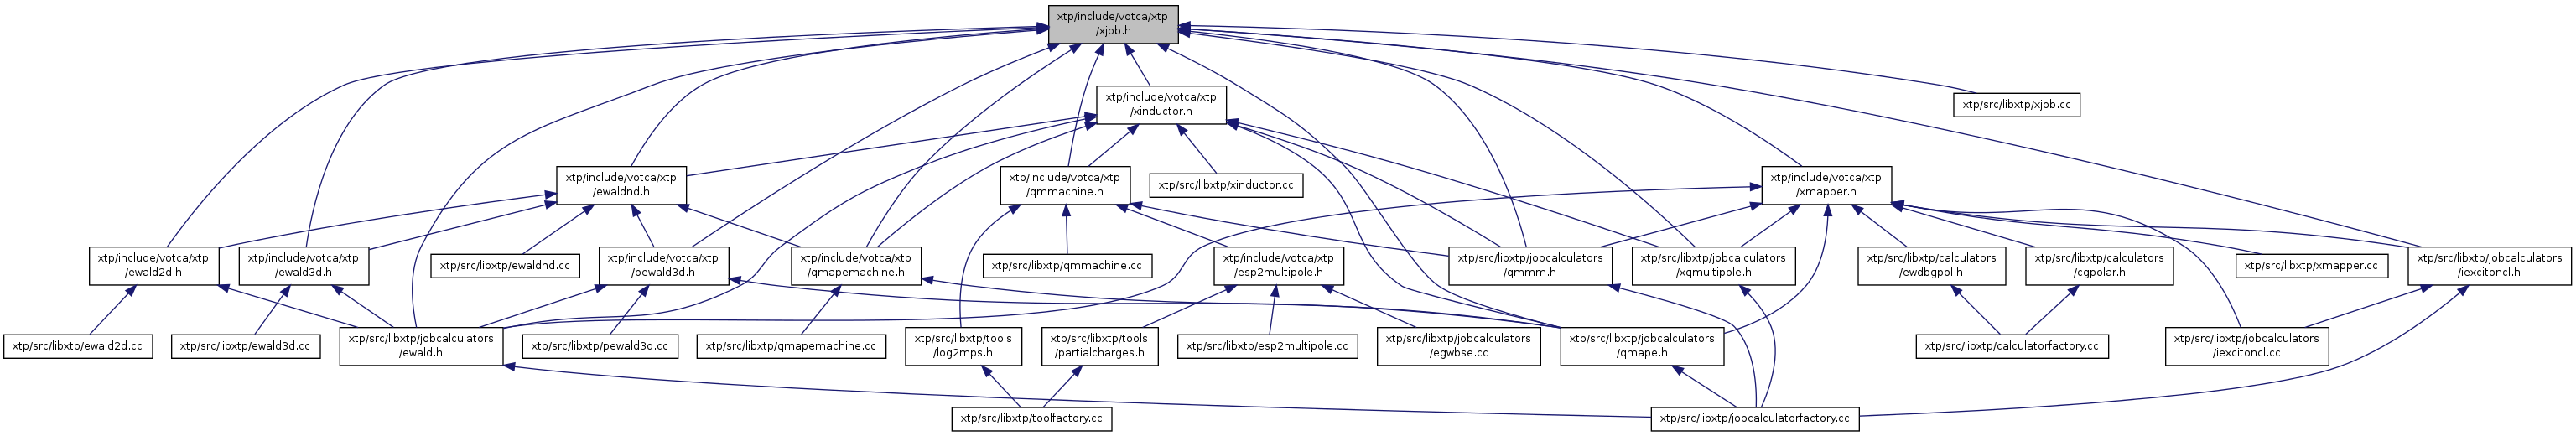 xtp/include/votca/xtp
/xjob.h
xtp/include/votca/xtp
/xinductor.h
xtp/src/libxtp/xjob.cc
xtp/include/votca/xtp
/ewaldnd.h
xtp/include/votca/xtp
/qmmachine.h
xtp/src/libxtp/xinductor.cc
xtp/include/votca/xtp
/xmapper.h
xtp/include/votca/xtp
/ewald2d.h
xtp/include/votca/xtp
/ewald3d.h
xtp/src/libxtp/ewaldnd.cc
xtp/include/votca/xtp
/pewald3d.h
xtp/include/votca/xtp
/qmapemachine.h
xtp/src/libxtp/qmmachine.cc
xtp/include/votca/xtp
/esp2multipole.h
xtp/src/libxtp/jobcalculators
/qmmm.h
xtp/src/libxtp/jobcalculators
/xqmultipole.h
xtp/src/libxtp/calculators
/ewdbgpol.h
xtp/src/libxtp/calculators
/cgpolar.h
xtp/src/libxtp/xmapper.cc
xtp/src/libxtp/jobcalculators
/iexcitoncl.h
xtp/src/libxtp/ewald2d.cc
xtp/src/libxtp/ewald3d.cc
xtp/src/libxtp/jobcalculators
/ewald.h
xtp/src/libxtp/pewald3d.cc
xtp/src/libxtp/qmapemachine.cc
xtp/src/libxtp/tools
/log2mps.h
xtp/src/libxtp/tools
/partialcharges.h
xtp/src/libxtp/esp2multipole.cc
xtp/src/libxtp/jobcalculators
/egwbse.cc
xtp/src/libxtp/jobcalculators
/qmape.h
xtp/src/libxtp/calculatorfactory.cc
xtp/src/libxtp/jobcalculators
/iexcitoncl.cc
xtp/src/libxtp/toolfactory.cc
xtp/src/libxtp/jobcalculatorfactory.cc